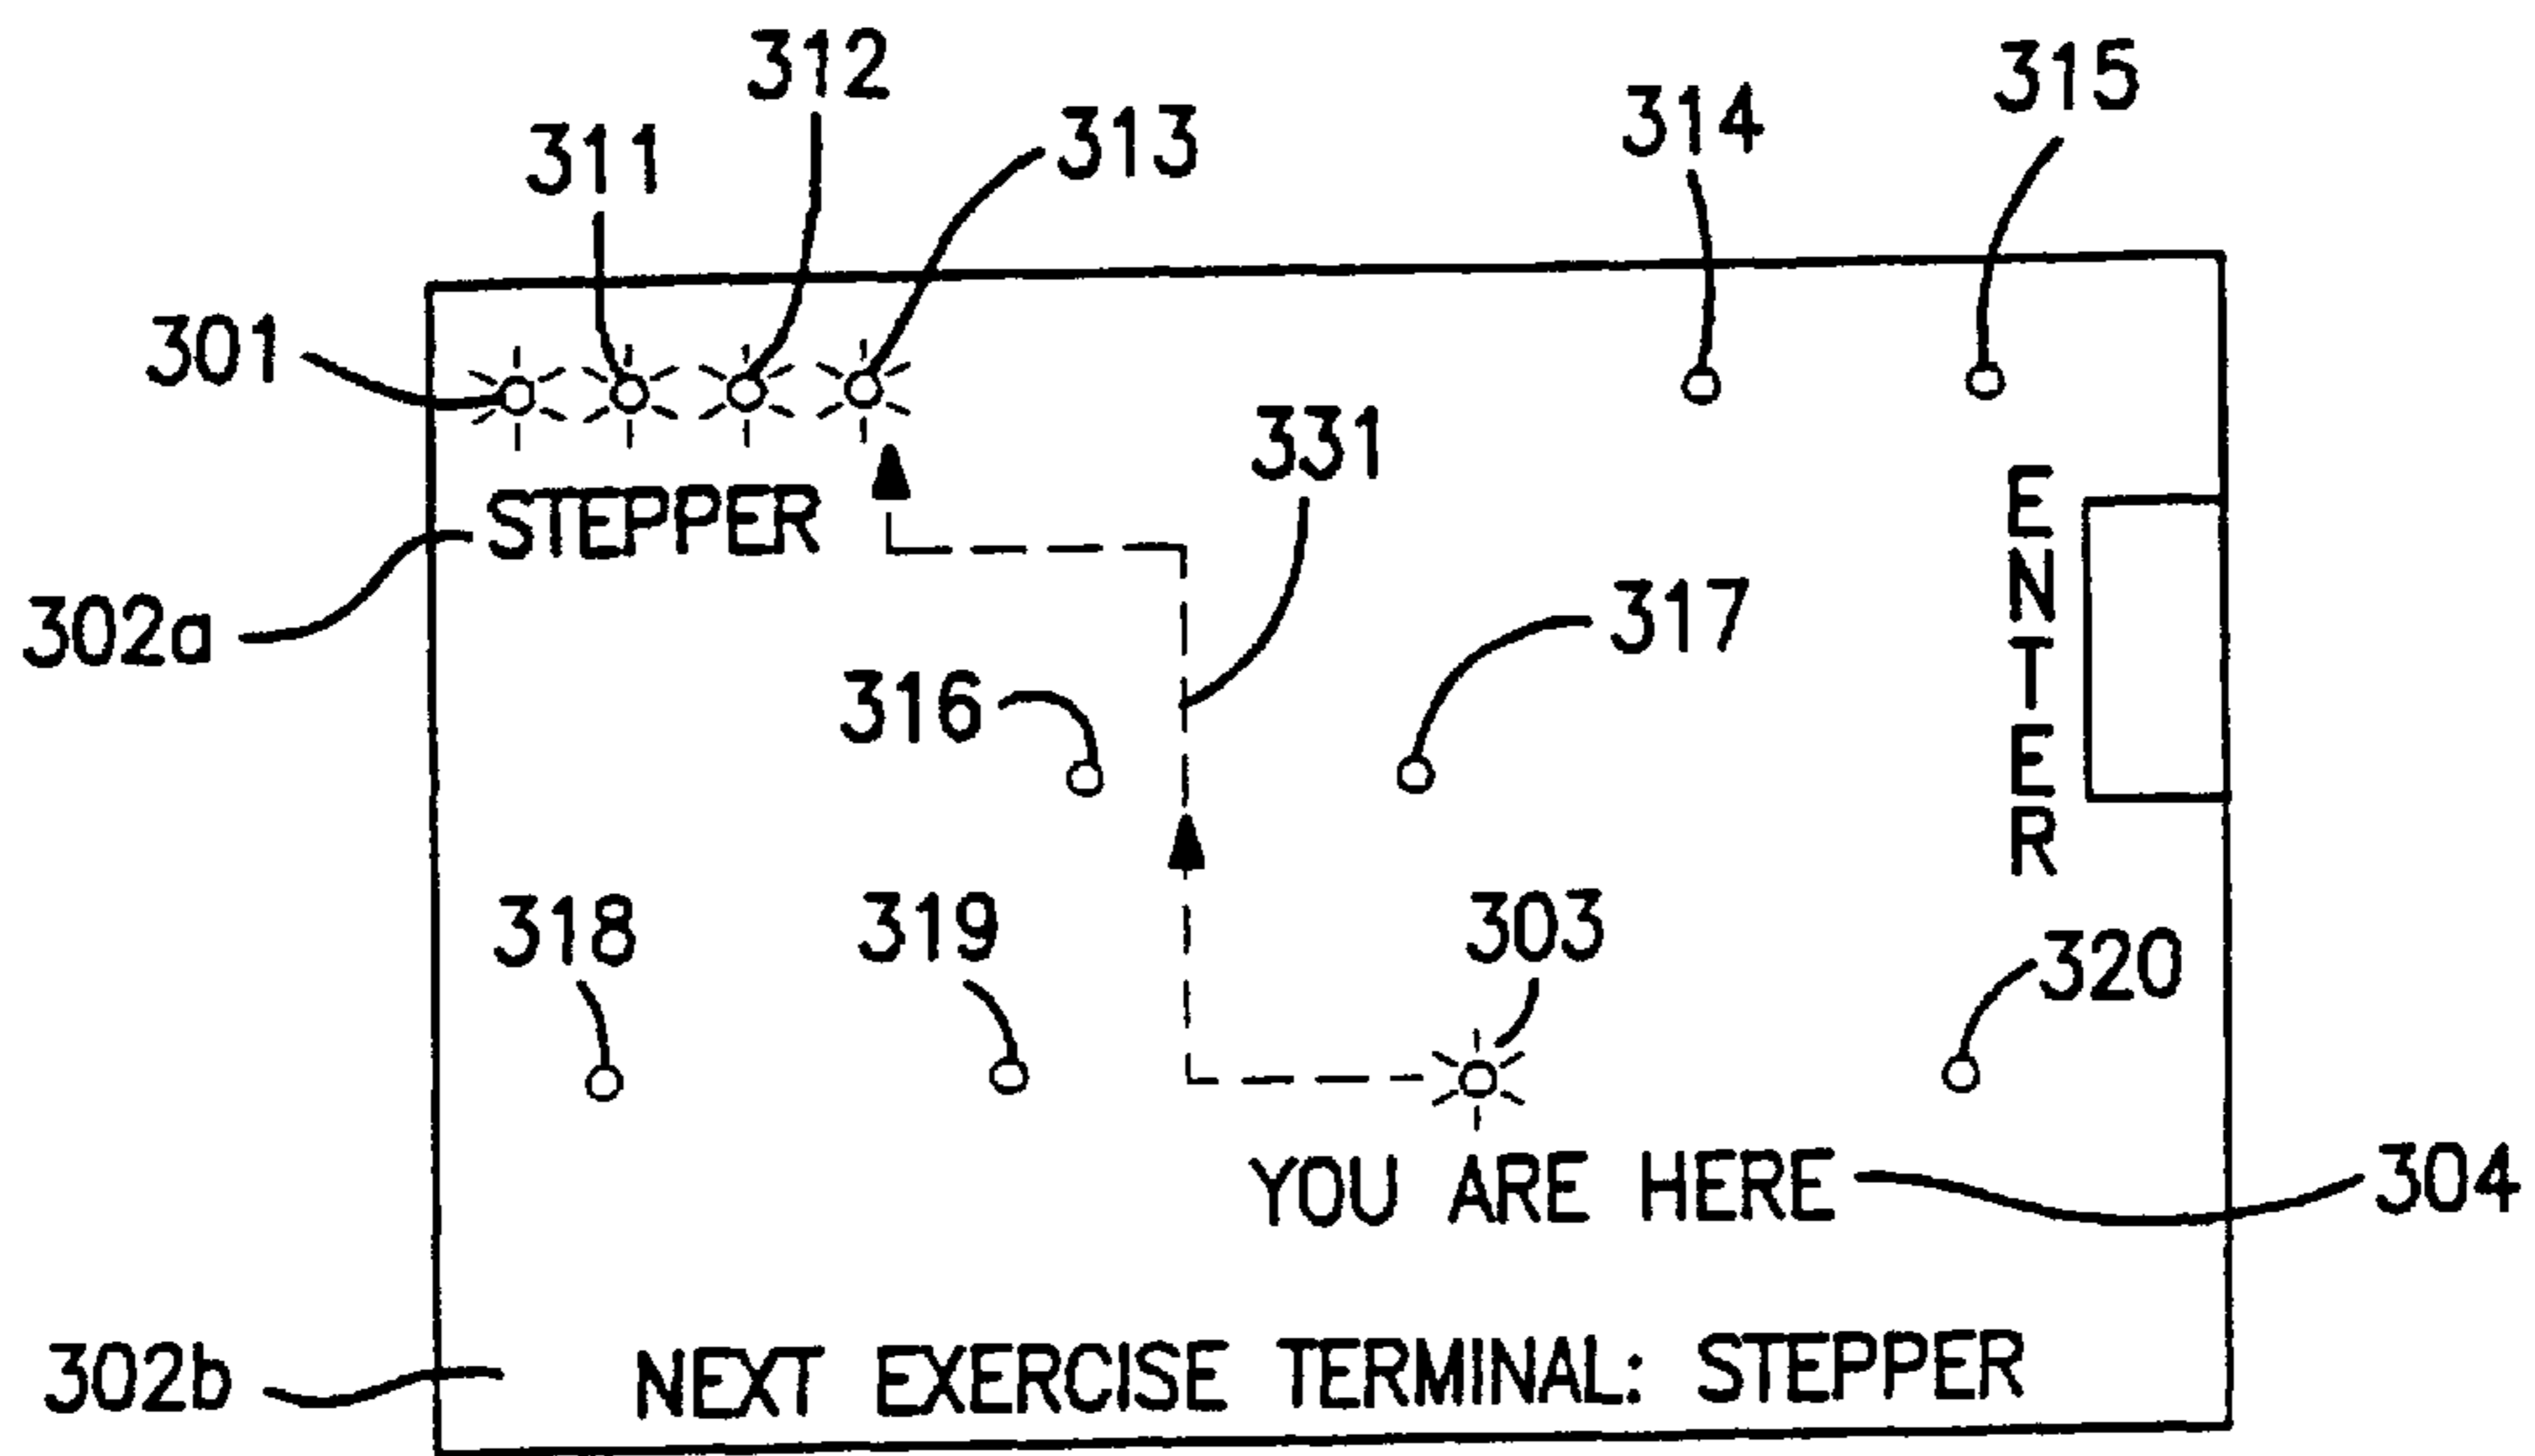 312
315
314
313
311
301
331
STEPPER
ENTER
302a
317
316
318
319
303
320
YOU ARE HERE
304
302b
NEXT EXERCISE TERMINAL: STEPPER